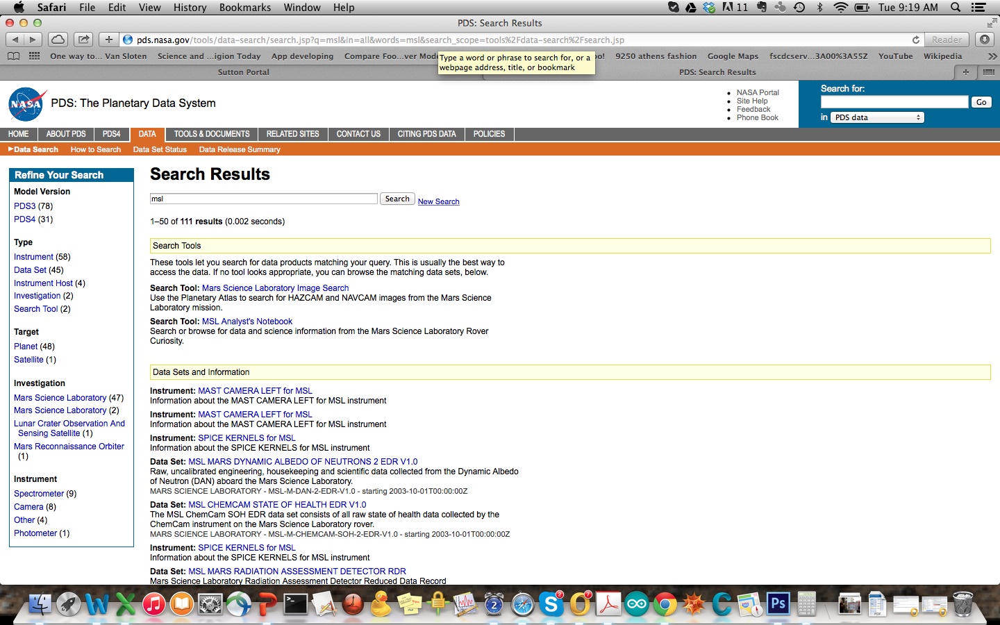 Safari File Edit View History Bookmarks Window Help
11
Tue 9:19 AM
PDS: Search Results
pds.nasa.gov/tools/data-search/search.jsp?q=msl&in=all&words=msl&search_scope=tools%2Fdata-search%2Fsearch.jsp
Reader
One way to... Van Sloten Science and ...igion Today App developing Compare Foo...ver Mod 9250 athens fashion Google Maps fscdcserv...3A00%3A55Z YouTube Wikipedia
Type a word or phrase to search for, or a
webpage address, title, or bookmark
Sutton Portal
PDS: Search Results
NASA
PDS: The Planetary Data System
NASA Portal
Site Help
Feedback
Phone Book
Search for:
Go
in PDS data
HOME ABOUT PDS PDS4 DATA TOOLS & DOCUMENTS RELATED SITES CONTACT US CITING PDS DATA POLICIES
Data Search How to Search Data Set Status Data Release Summary
Refine Your Search
Model Version
PDS3 (78)
PDS4 (31)
Type
Instrument (58)
Data Set (45)
Instrument Host (4)
Investigation (2)
Search Tool (2)
Target
Planet (48)
Satellite (1)
Investigation
Mars Science Laboratory (47)
Mars Science Laboratory (2)
Lunar Crater Observation And
Sensing Satellite (1)
Mars Reconnaissance Orbiter
(1)
Instrument
Spectrometer (9)
Camera (8)
Other (4)
Photometer (1)
Search Results
msl
Search
New Search
1–50 of 111 results (0.002 seconds)
Search Tools
These tools let you search for data products matching your query. This is usually the best way to
access the data. If no tool looks appropriate, you can browse the matching data sets, below.
Search Tool: Mars Science Laboratory Image Search
Use the Planetary Atlas to search for HAZCAM and NAVCAM images from the Mars Science
Laboratory mission.
Search Tool: MSL Analyst's Notebook
Search or browse for data and science information from the Mars Science Laboratory Rover
Curiosity.
Data Sets and Information
Instrument: MAST CAMERA LEFT for MSL
Information about the MAST CAMERA LEFT for MSL instrument
Instrument: MAST CAMERA LEFT for MSL
Information about the MAST CAMERA LEFT for MSL instrument
Instrument: SPICE KERNELS for MSL
Information about the SPICE KERNELS for MSL instrument
Data Set: MSL MARS DYNAMIC ALBEDO OF NEUTRONS 2 EDR V1.0
Raw, uncalibrated engineering, housekeeping and scientific data collected from the Dynamic Albedo
of Neutron (DAN) aboard the Mars Science Laboratory.
MARS SCIENCE LABORATORY - MSL-M-DAN-2-EDR-V1.0 - starting 2003-10-01T00:00:00Z
Data Set: MSL CHEMCAM STATE OF HEALTH EDR V1.0
The MSL ChemCam SOH EDR data set consists of all raw state of health data collected by the
ChemCam instrument on the Mars Science Laboratory rover.
MARS SCIENCE LABORATORY - MSL-M-CHEMCAM-SOH-2-EDR-V1.0 - starting 2003-10-01T00:00:00Z
Instrument: SPICE KERNELS for MSL
Information about the SPICE KERNELS for MSL instrument
Data Set: MSL MARS RADIATION ASSESSMENT DETECTOR RDR
Mars Science Laboratory Radiation Assessment Detector Reduced Data Record
2
2
7
Ps
PDF